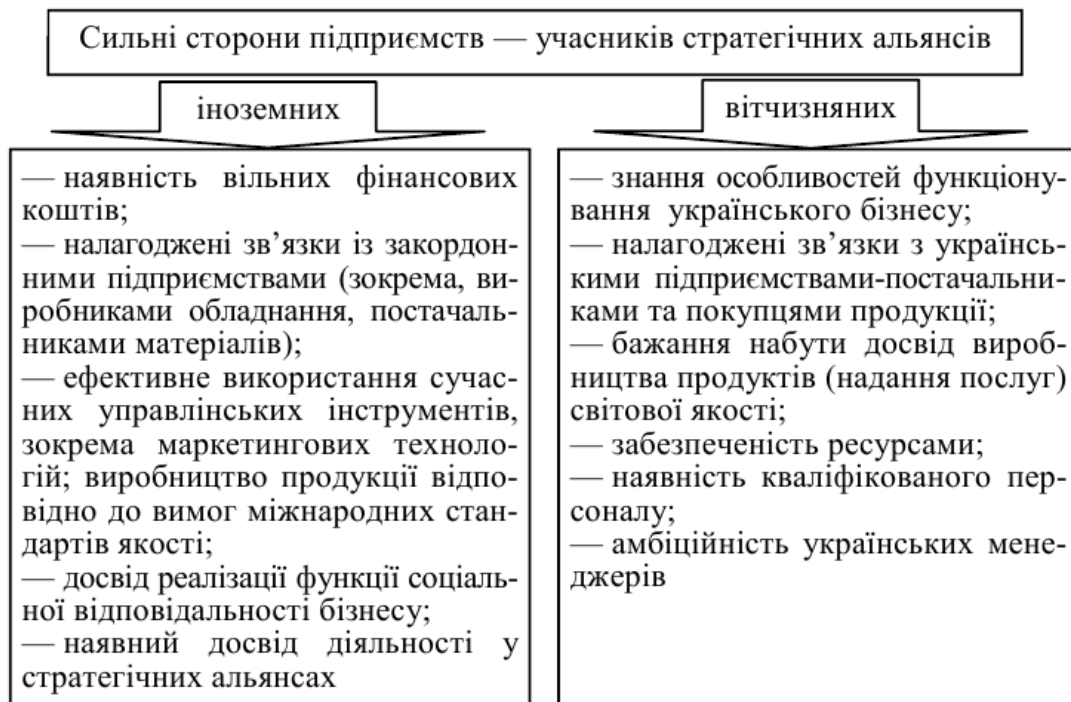 Сильні сторони підприємств — учасників стратегічних альянсів
іноземних
— наявність вільних фінансових
коштів;
— налагоджені зв’язки із закордон-
ними підприємствами (зокрема, ви-
робниками обладнання, постачаль-
никами матеріалів);
— ефективне використання сучас-
них управлінських інструментів,
зокрема маркетингових техноло-
гій; виробництво продукції відпо-
відно до вимог міжнародних стан-
дартів якості;
— досвід реалізації функції соціаль-
ної відповідальності бізнесу;
— наявний досвід діяльності у
стратегічних альянсах
вітчизняних
— знання особливостей функціону-
вання українського бізнесу;
— налагоджені зв’язки з українсь-
кими підприємствами-постачальни-
ками та покупцями продукції;
— бажання набути досвід вироб-
ництва продуктів (надання послуг)
світової якості;
— забезпеченість ресурсами;
— наявність кваліфікованого пер-
соналу;
— амбіційність українських мене-
джерів